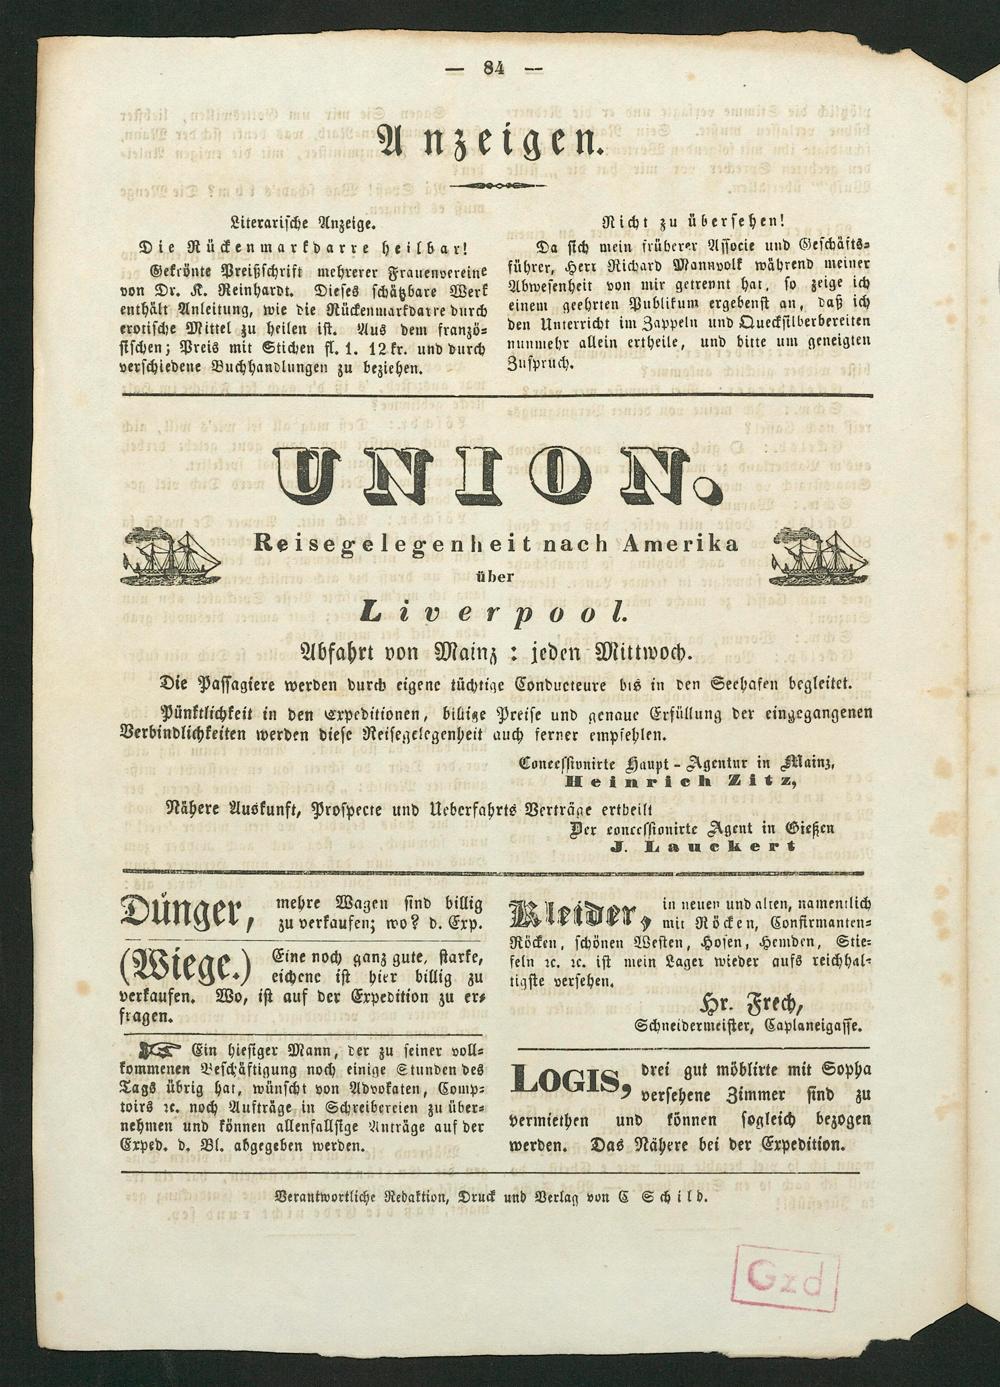 — 84 —
Anzeigen.
Literarische Anzeige.
Die Rückenmarkdarre heilbar!
Gekrönte Preißschrift mehrerer Frauenvereine
von Dr. K. Reinhardt. Dieses schätzbare Werk
enthält Anleitung, wie die Rückenmarkdarre durch
erotische Mittel zu heilen ist. Aus dem franzö-
sischen; Preis mit Stichen fl. 1. 12 kr. und durch
verschiedene Buchhandlungen zu beziehen.
Nicht zu übersehen!
Da sich mein früherer Associe und Geschäfts-
führer, Herr Richard Mannvolk während meiner
Abwesenheit von mir getrennt hat, so zeige ich
einem geehrten Publikum ergebenst an, daß ich
den Unterricht im Zappeln und Quecksilberbereiten
nunmehr allein ertheile, und bitte um geneigten
Zuspruch.
UNION.
Reisegelegenheit nach Amerika
über
Liverpool.
Abfahrt von Mainz : jeden Mittwoch.
Die Passagiere werden durch eigene tüchtige Conducteure bis in den Seehafen begleitet.
Pünktlichkeit in den Expeditionen, billige Preise und genaue Erfüllung der eingegangenen
Verbindlichkeiten werden diese Reisegelegenheit auch ferner empfehlen.
Concessionirte Haupt-Agentur in Mainz,
Heinrich Zitz,
Nähere Auskunft, Prospecte und Ueberfahrts Verträge ertheilt
Der concessionirte Agent in Gießen
J. Lauckert
Dünger, mehre Wagen sind billig
zu verkaufen; wo? d. Exp.
(Wiege.) Eine noch ganz gute, starke,
eichene ist hier billig zu
verkaufen. Wo, ist auf der Expedition zu er-
fragen.
☞ Ein hiesiger Mann, der zu seiner voll-
kommenen Beschäftigung noch einige Stunden des
Tags übrig hat, wünscht von Advokaten, Comp-
toirs ꝛc. noch Aufträge in Schreibereien zu über-
nehmen und können allenfallsige Anträge auf der
Exped. d. Bl. abgegeben werden.
Kleider, in neuen und alten, namentlich
mit Röcken, Confirmanten-
Röcken, schönen Westen, Hosen, Hemden, Stie-
feln ꝛc. ꝛc. ist mein Lager wieder aufs reichhal-
tigste versehen.
Hr. Frech,
Schneidermeister, Caplaneigasse.
LOGIS, drei gut möblirte mit Sopha
versehene Zimmer sind zu
vermiethen und können sogleich bezogen
werden. Das Nähere bei der Expedition.
Verantwortliche Redaktion, Druck und Verlag von C Schild.
Gzd